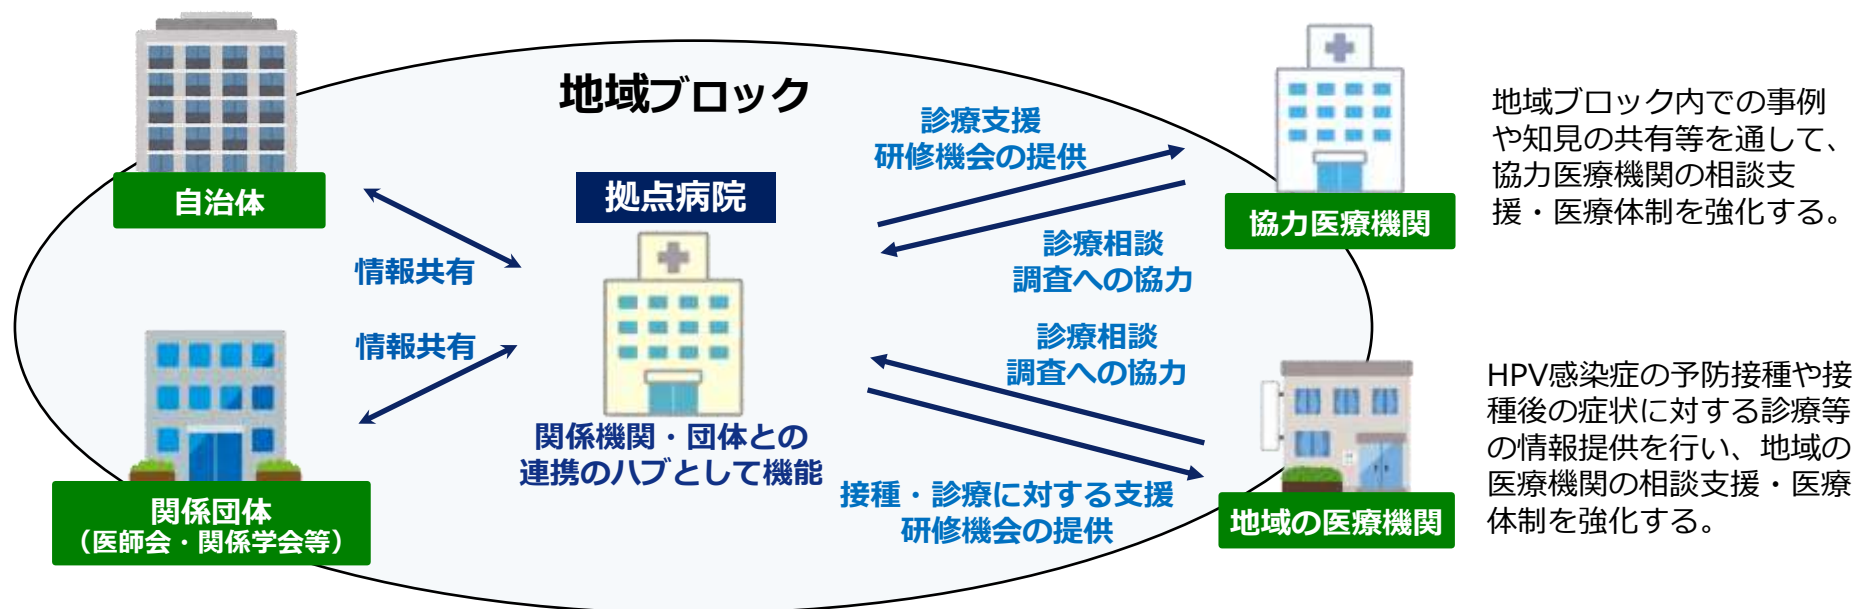 地域ブロック
自治体
情報共有
情報共有
関係団体
（医師会・関係学会等）
拠点病院
関係機関・団体との
連携のハブとして機能
診療支援
研修機会の提供
診療相談
調査への協力
診療相談
調査への協力
接種・診療に対する支援
研修機会の提供
協力医療機関
地域の医療機関
地域ブロック内での事例
や知見の共有等を通して、
協力医療機関の相談支
援・医療体制を強化する。
HPV感染症の予防接種や接
種後の症状に対する診療等
の情報提供を行い、地域の
医療機関の相談支援・医療
体制を強化する。